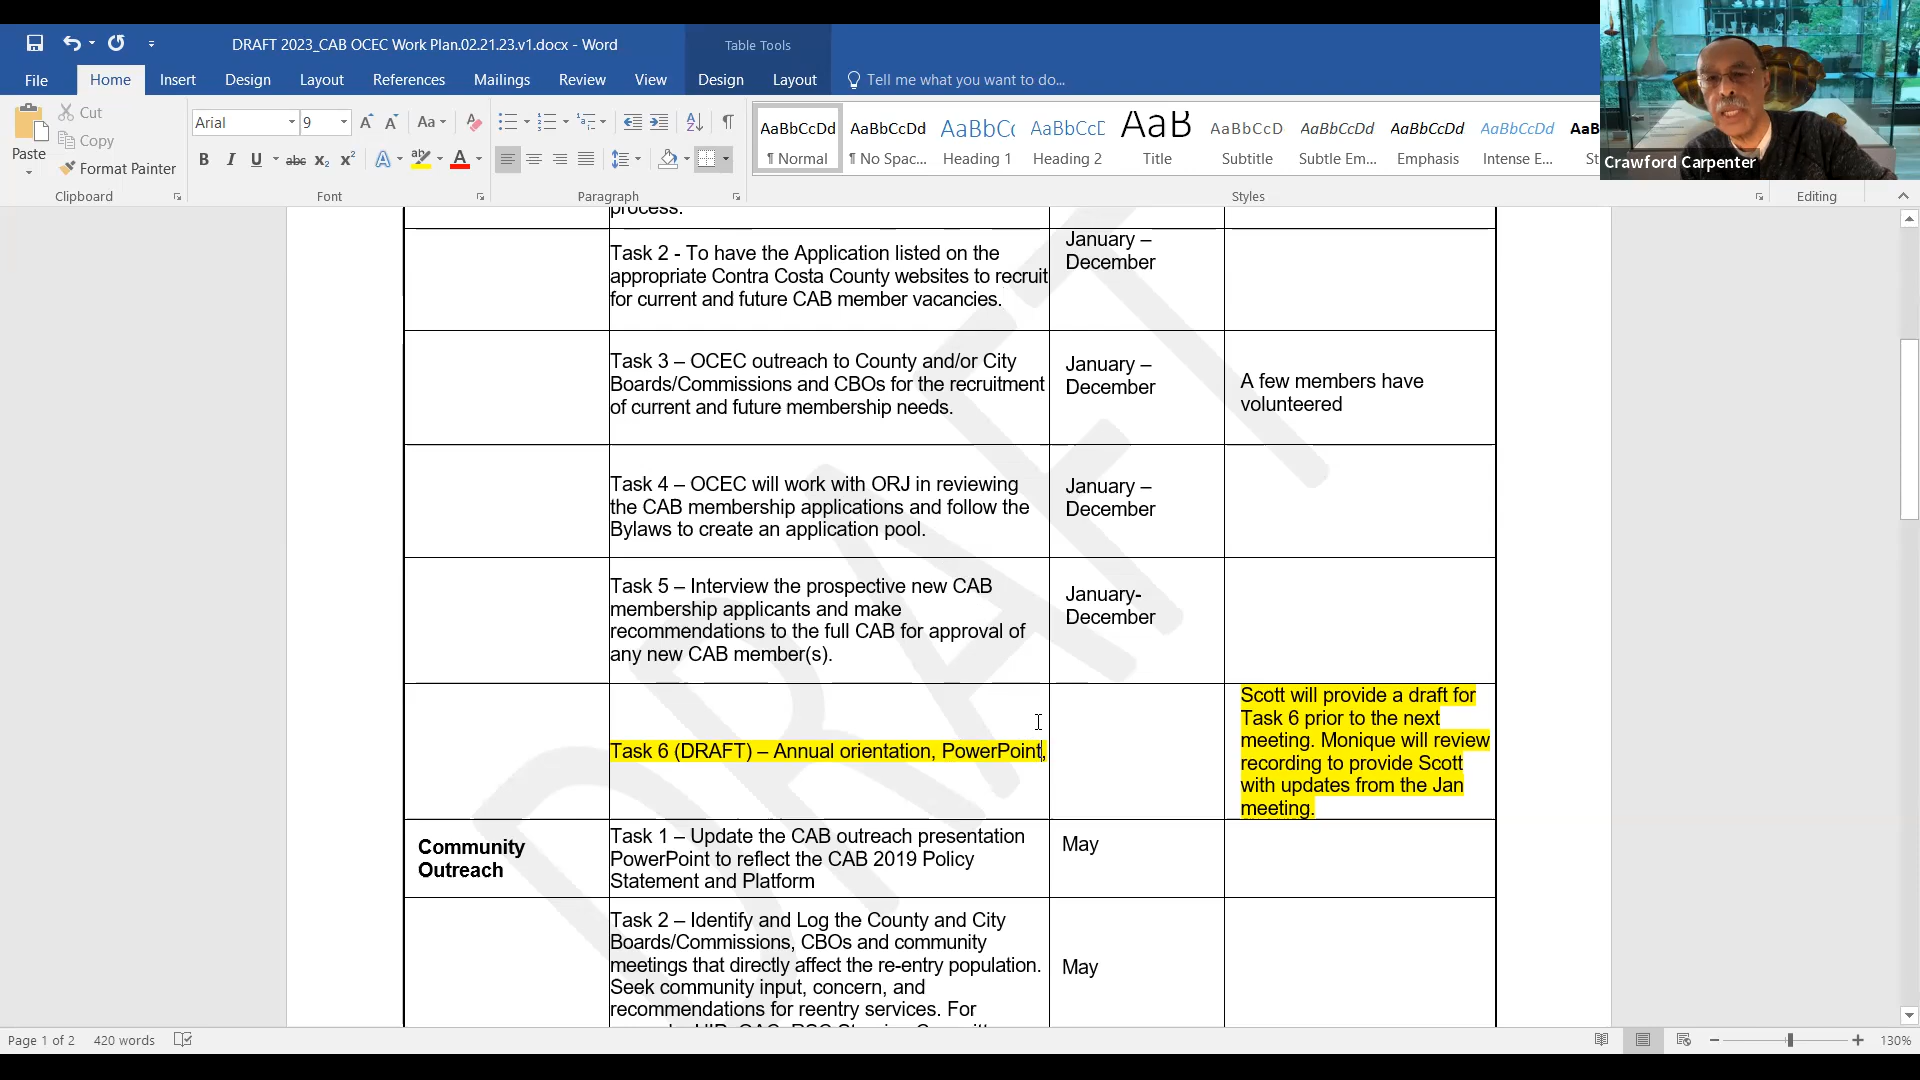 DRAFT 2023_CAB OCEC Work Plan.02.21.23.v1.docx - Word
Table Tools
File
Home
Insert
Design
Layout
References
Mailings
Review
View
Design
Layout
Tell me what you want to do...
Paste
Cut
Copy
Format Painter
Clipboard
Arial
9
Font
Paragraph
AaBbCcDd
¶ Normal
AaBbCcDd
¶ No Spac...
AaBbCc
Heading 1
AaBbCcD
Heading 2
AaB
Title
AaBbCcD
Subtitle
AaBbCcDd
Subtle Em...
AaBbCcDd
Emphasis
AaBbCcDd
Intense E...
Styles
Editing
Crawford Carpenter
process.
Task 2 - To have the Application listed on the
appropriate Contra Costa County websites to recruit
for current and future CAB member vacancies.
January –
December
Task 3 – OCEC outreach to County and/or City
Boards/Commissions and CBOs for the recruitment
of current and future membership needs.
January –
December
A few members have
volunteered
Task 4 – OCEC will work with ORJ in reviewing
the CAB membership applications and follow the
Bylaws to create an application pool.
January –
December
Task 5 – Interview the prospective new CAB
membership applicants and make
recommendations to the full CAB for approval of
any new CAB member(s).
January-
December
Task 6 (DRAFT) – Annual orientation, PowerPoint,
Scott will provide a draft for
Task 6 prior to the next
meeting. Monique will review
recording to provide Scott
with updates from the Jan
meeting.
Community
Outreach
Task 1 – Update the CAB outreach presentation
PowerPoint to reflect the CAB 2019 Policy
Statement and Platform
May
Task 2 – Identify and Log the County and City
Boards/Commissions, CBOs and community
meetings that directly affect the re-entry population.
Seek community input, concern, and
recommendations for reentry services. For
May
DRAFT
Page 1 of 2
420 words
130%